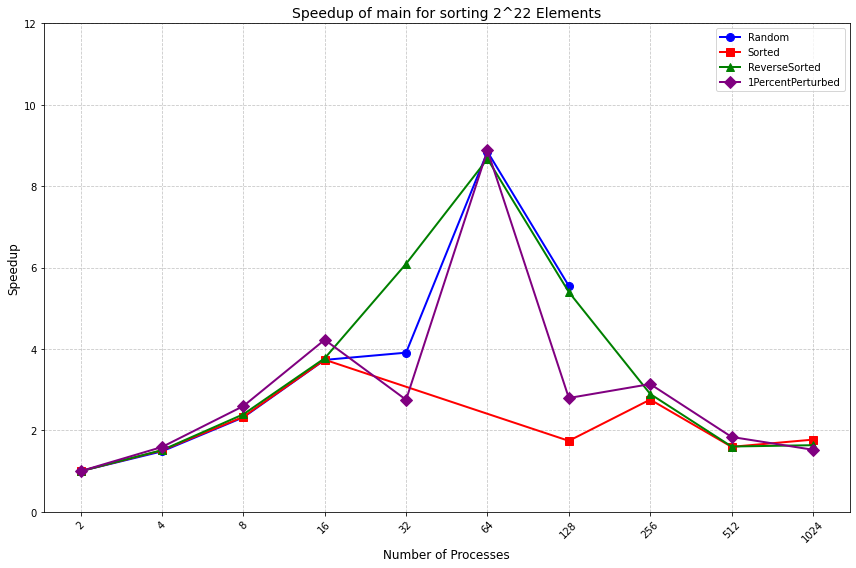 Speedup of main for sorting 2^22 Elements
Random
Sorted
ReverseSorted
1PercentPerturbed
Speedup
12
10
8
6
4
2
0
2
4
8
16
32
64
128
256
512
1024
Number of Processes